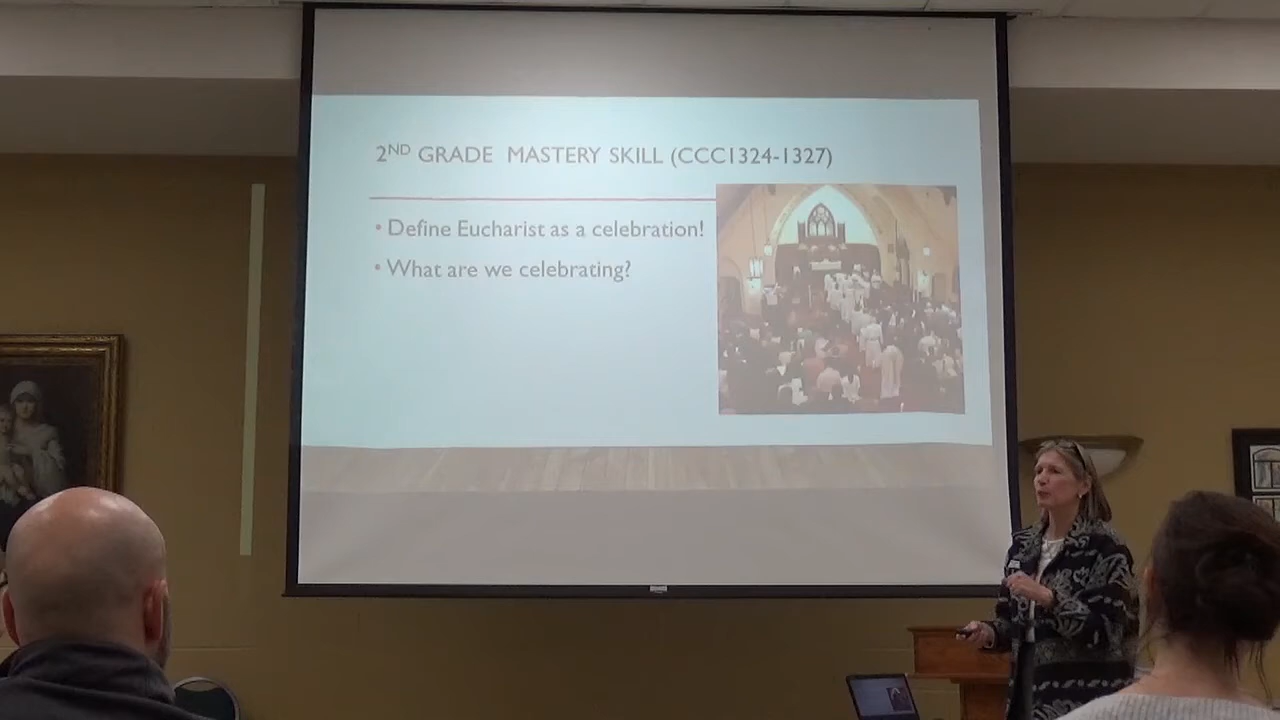 2ND GRADE MASTERY SKILL (CCC1324-1327)
• Define Eucharist as a celebration!
• What are we celebrating?